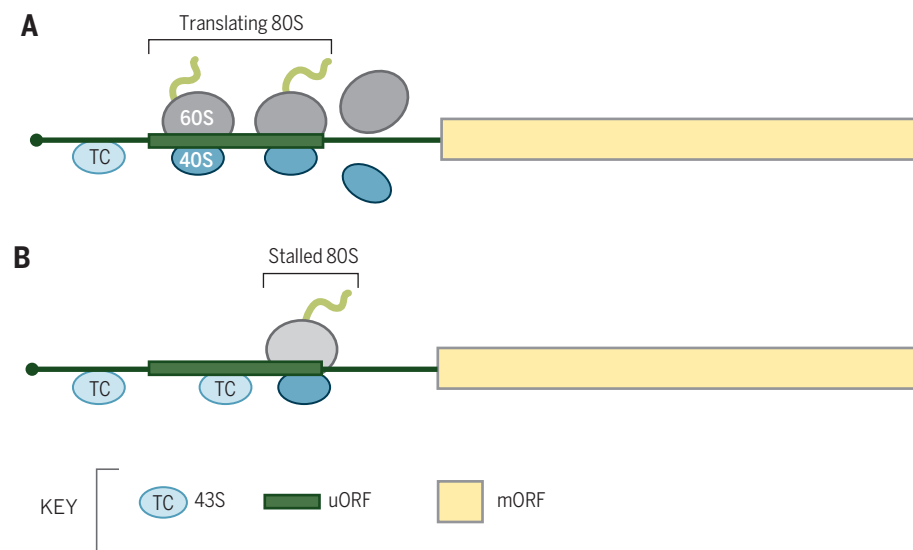 A
Translating 80S
60S
TC
40S
B
Stalled 80S
TC
TC
KEY
TC
43S
uORF
mORF